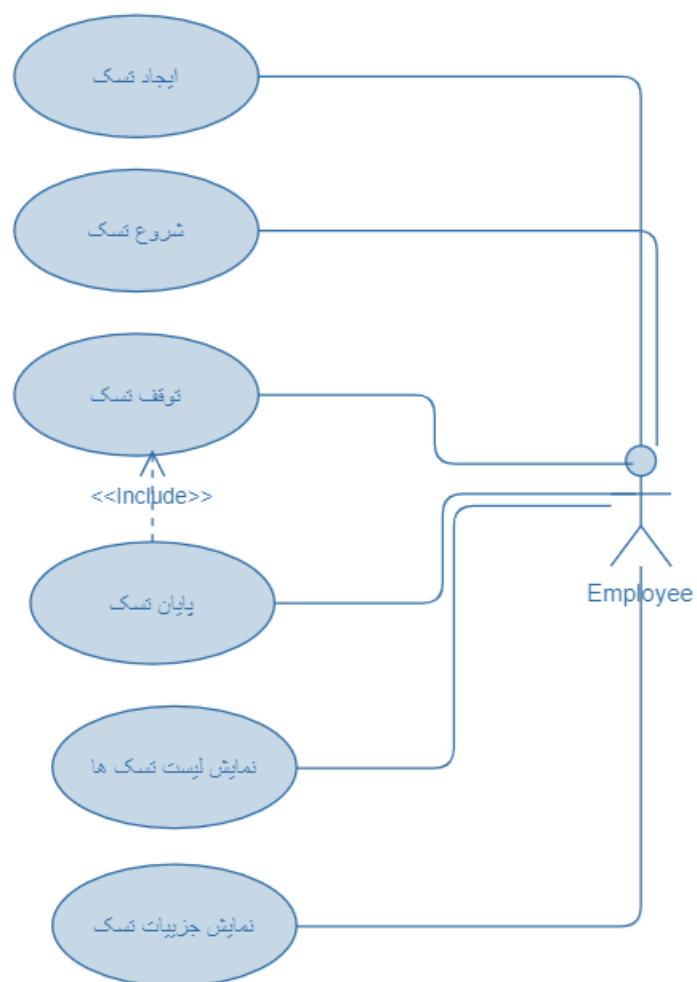 ایجاد تسک
شروع تسک
توقف تسک
<<Include>>
پایان تسک
Employee
نمایش لیست تسک ها
نمایش جزییات تسک